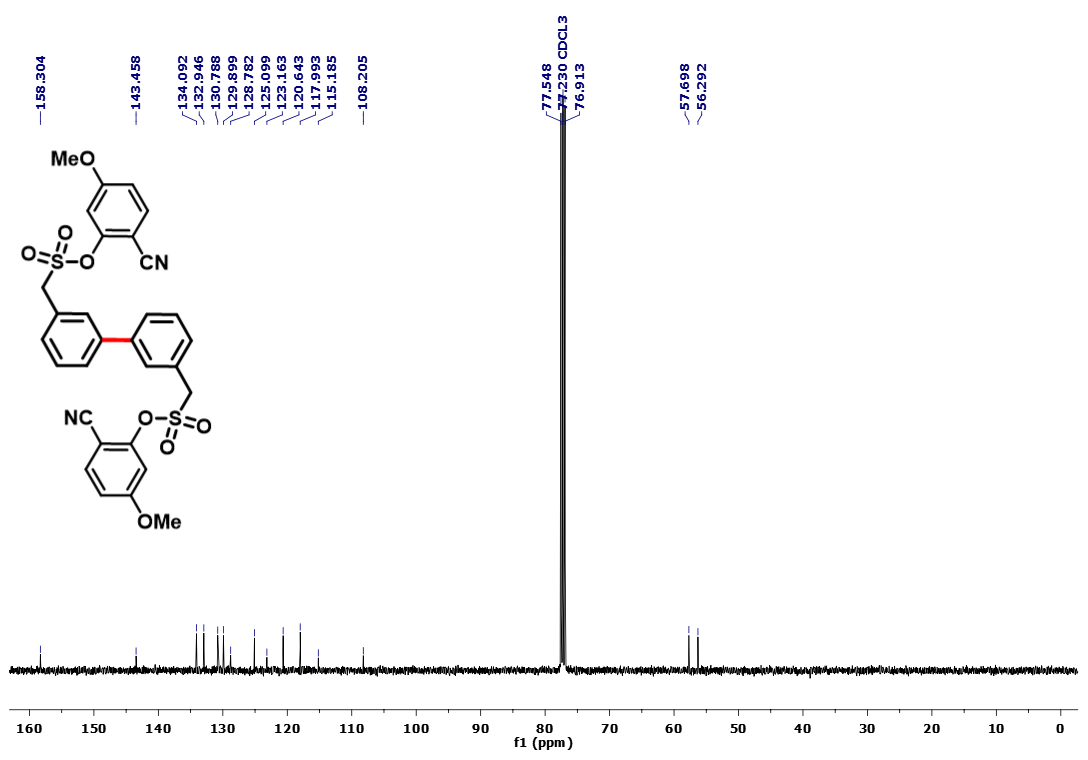 158.304
143.458
134.092
132.946
130.788
129.899
128.782
125.099
123.163
120.643
117.993
115.185
108.205
77.548
77.230 CDCL3
76.913
57.698
56.292
MeO
O
O
S
O
CN
NC
O
S
O
O
OMe
160 150 140 130 120 110 100 90 80 70 60 50 40 30 20 10 0
f1 (ppm)